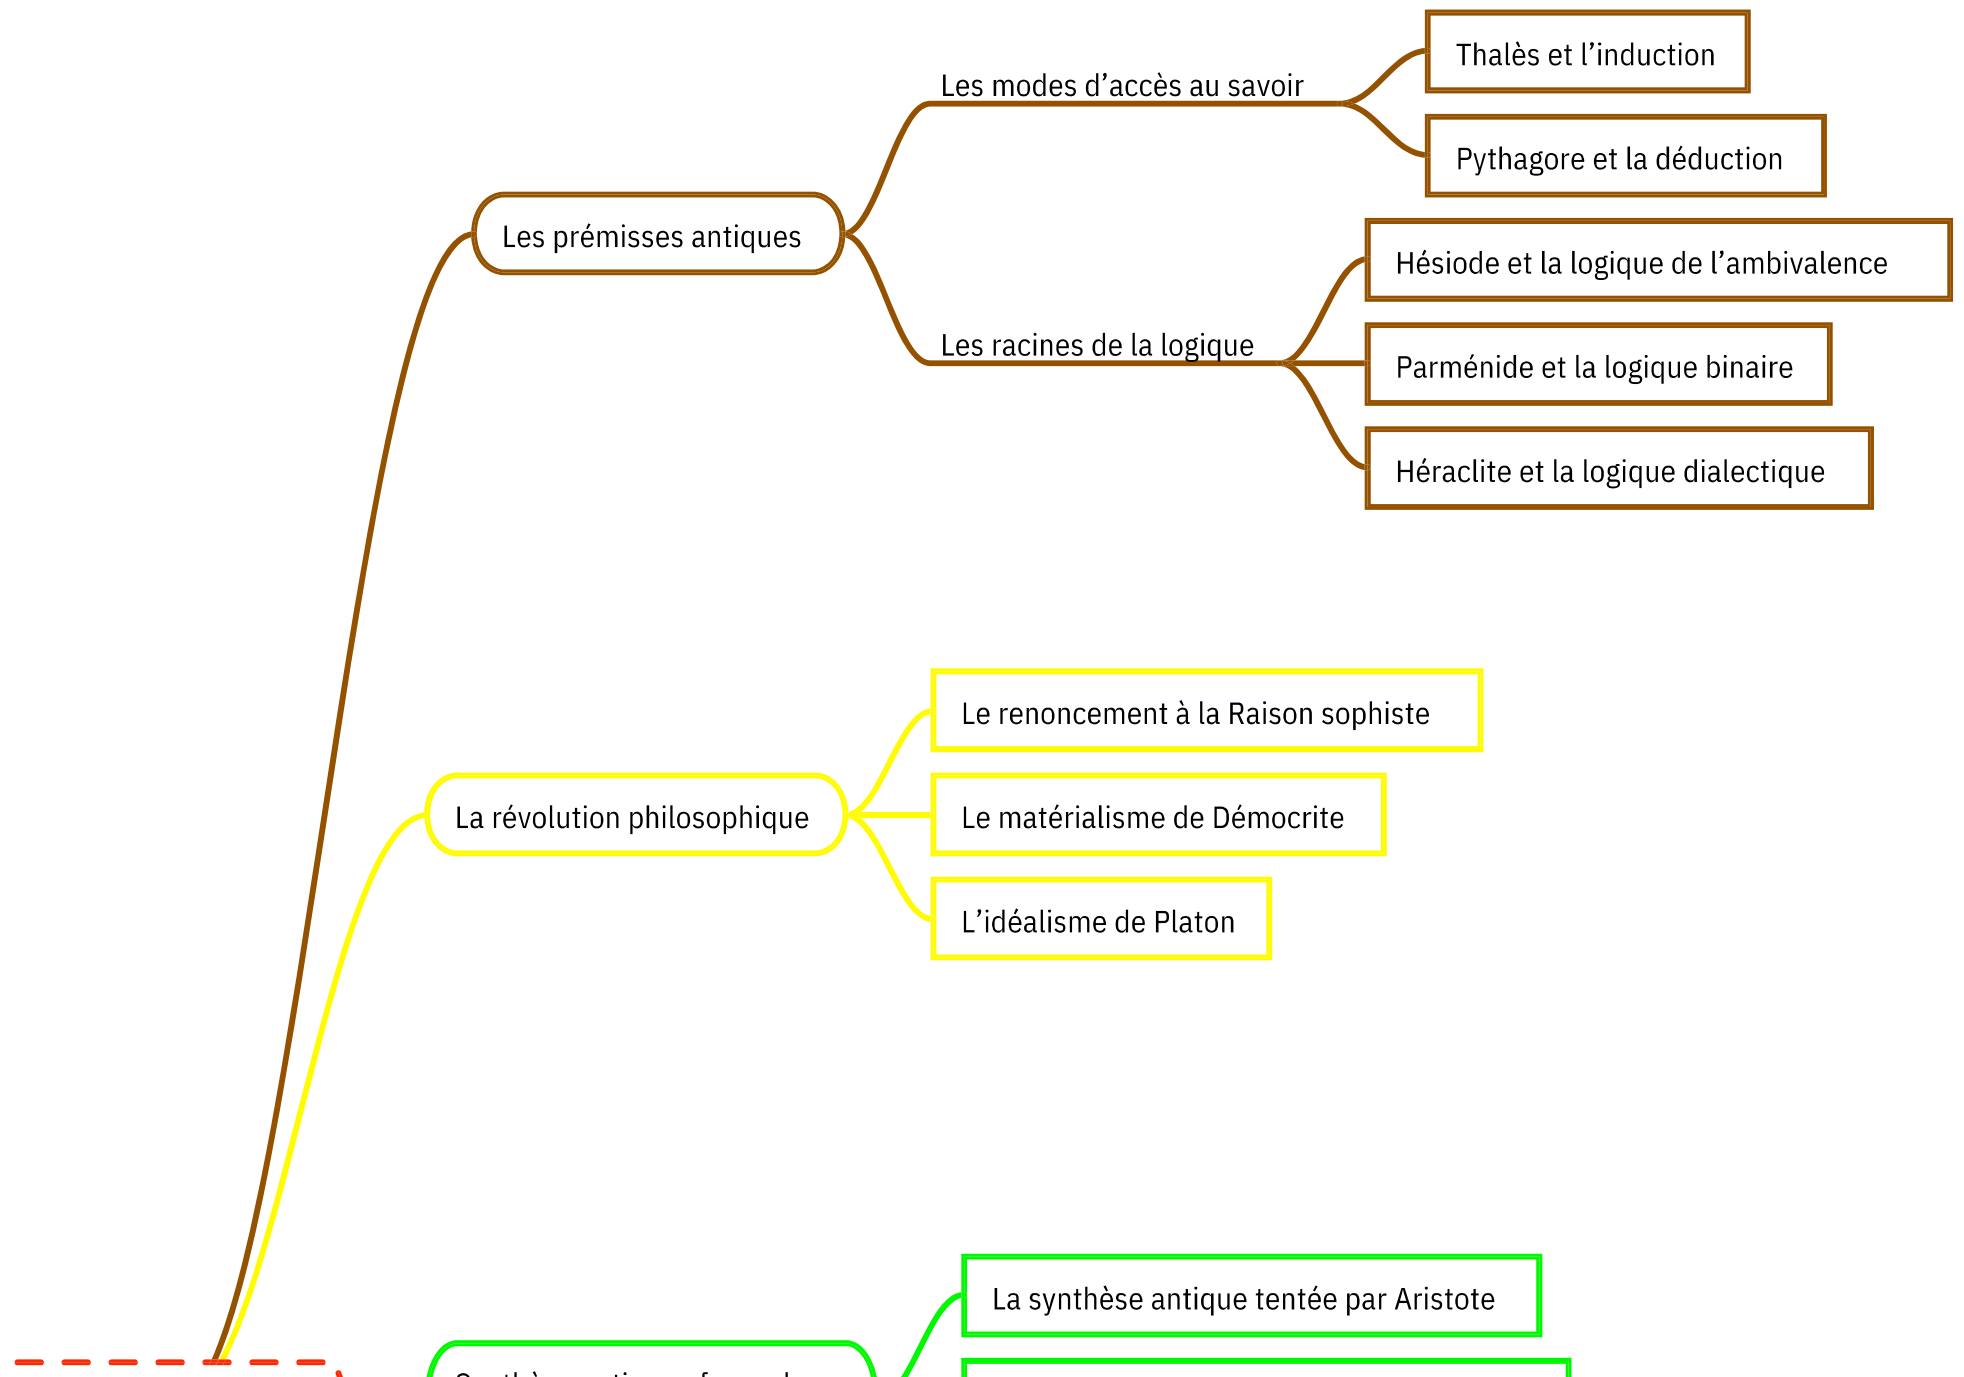 Thalès et l’induction
Les modes d’accès au savoir
Pythagore et la déduction
Les prémisses antiques
Hésiode et la logique de l’ambivalence
Les racines de la logique
Parménide et la logique binaire
Héraclite et la logique dialectique
Le renoncement à la Raison sophiste
La révolution philosophique
Le matérialisme de Démocrite
L’idéalisme de Platon
La synthèse antique tentée par Aristote